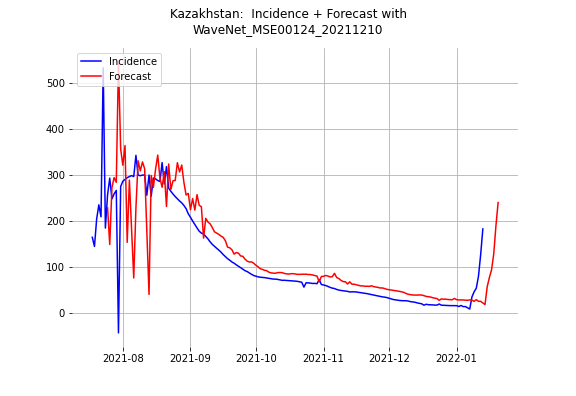 Kazakhstan:  Incidence + Forecast with
WaveNet_MSE00124_20211210
Incidence
Forecast
500
400
300
200
100
0
2021-08 2021-09 2021-10 2021-11 2021-12 2022-01